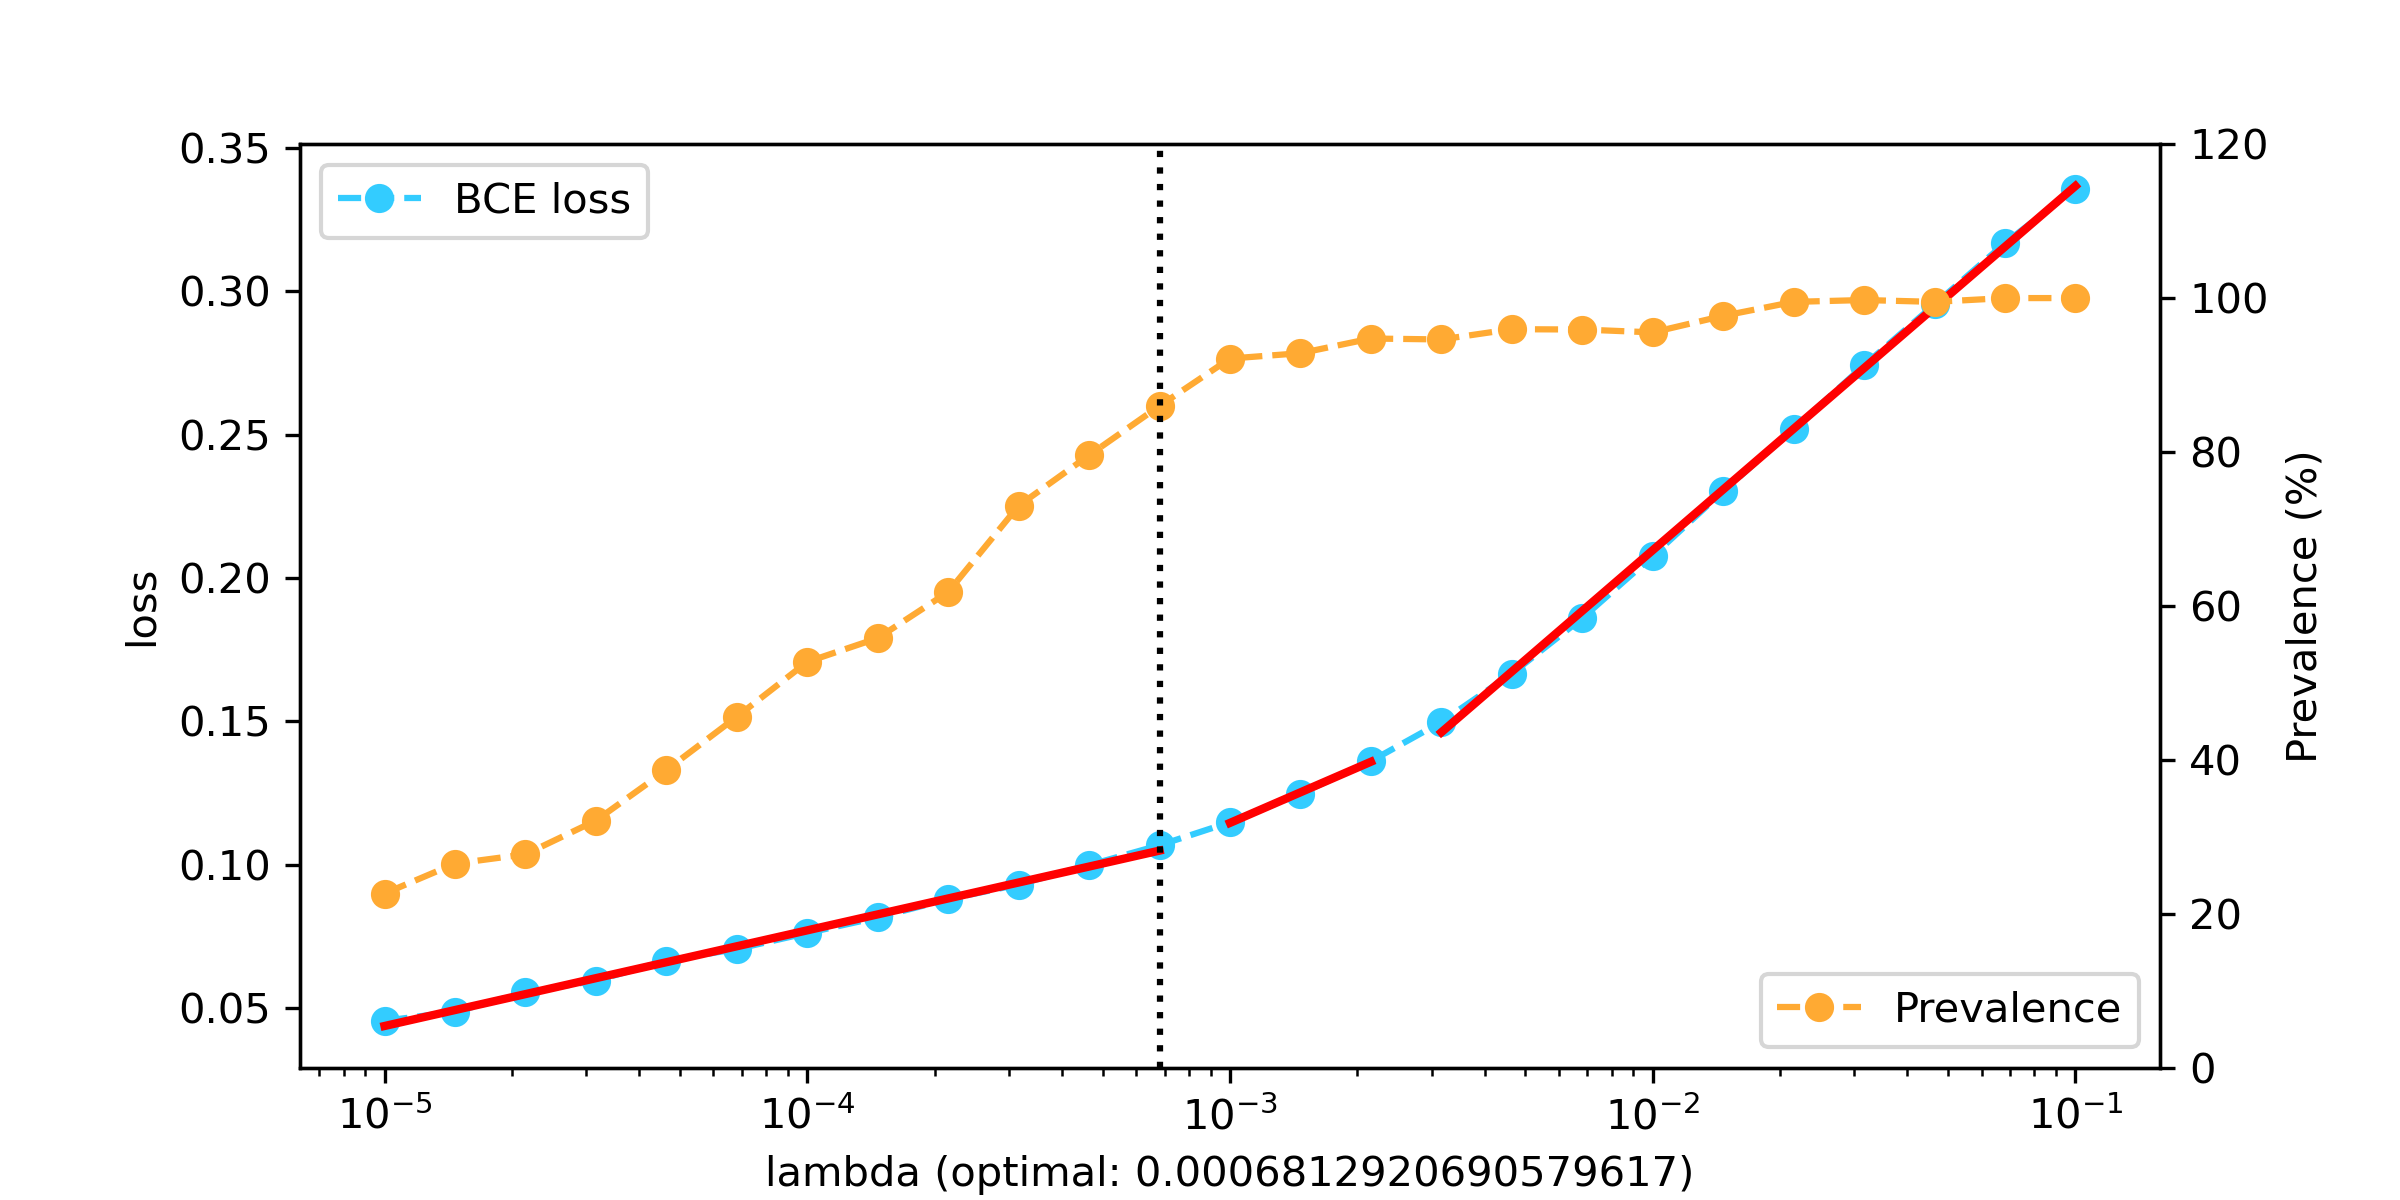 BCE loss
Prevalence
0.35
0.30
0.25
0.20
0.15
0.10
0.05
loss
120
100
80
60
40
20
0
Prevalence (%)
10⁻⁵ 10⁻⁴ 10⁻³ 10⁻² 10⁻¹
lambda (optimal: 0.0006812920690579617)